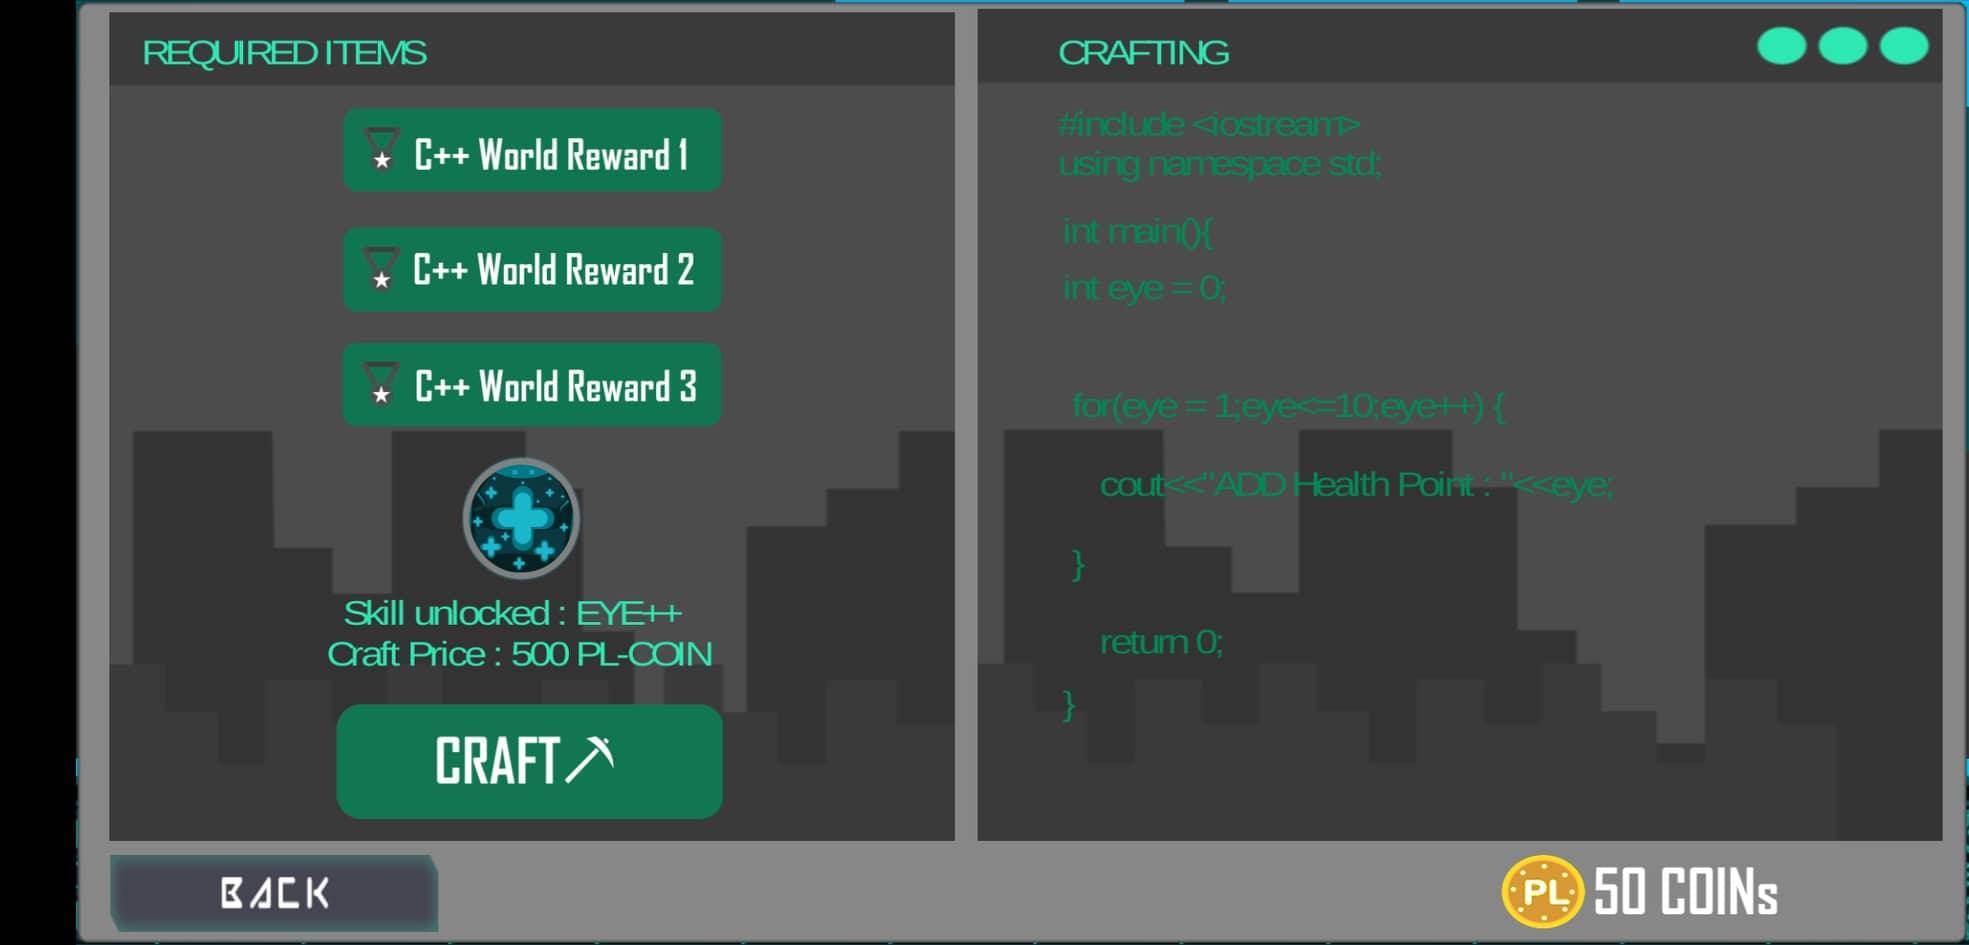 REQUIRED ITEMS
C++ World Reward 1
C++ World Reward 2
C++ World Reward 3
Skill unlocked : EYE++
Craft Price : 500 PL-COIN
CRAFT
BACK
CRAFTING
#include <iostream>
using namespace std;
int main(){
int eye = 0;
for(eye = 1;eye<=10;eye++) {
cout<<"ADD Health Point : "<<eye;
}
return 0;
}
PL 50 COINs